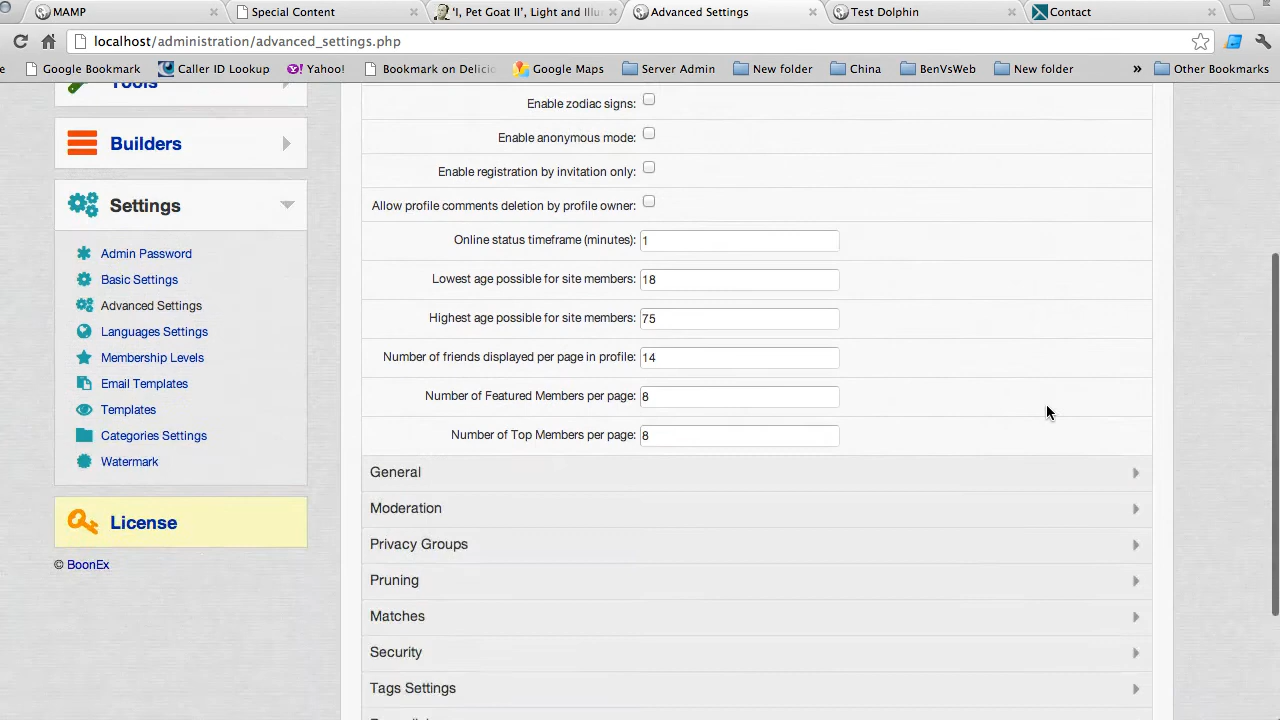 MAMP
Special Content
'I, Pet Goat II', Light and Illu
Advanced Settings
Test Dolphin
Contact
localhost/administration/advanced_settings.php
Google Bookmark
Caller ID Lookup
Yahoo!
Bookmark on Delicio
Google Maps
Server Admin
New folder
China
BenVsWeb
New folder
»
Other Bookmarks
Tools
Builders
Settings
Admin Password
Basic Settings
Advanced Settings
Languages Settings
Membership Levels
Email Templates
Templates
Categories Settings
Watermark
License
© BoonEx
Enable zodiac signs:
Enable anonymous mode:
Enable registration by invitation only:
Allow profile comments deletion by profile owner:
Online status timeframe (minutes): 1
Lowest age possible for site members: 18
Highest age possible for site members: 75
Number of friends displayed per page in profile: 14
Number of Featured Members per page: 8
Number of Top Members per page: 8
General
Moderation
Privacy Groups
Pruning
Matches
Security
Tags Settings